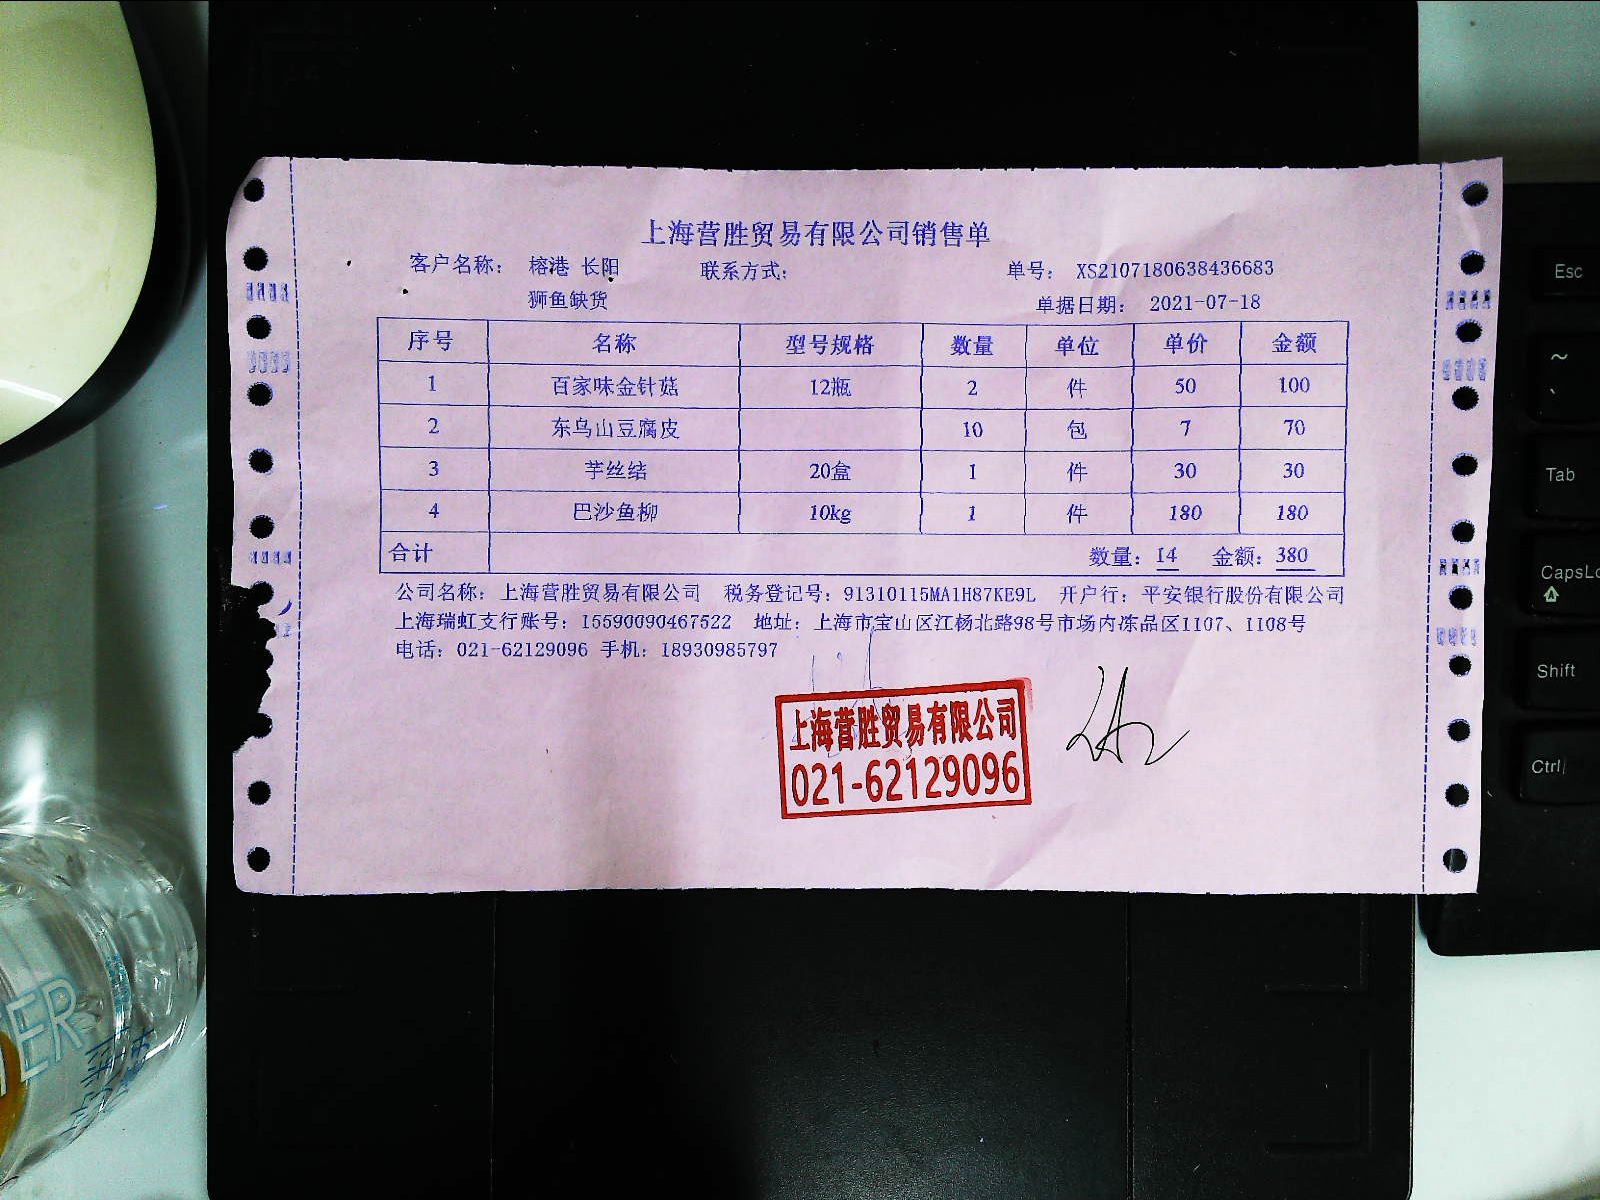 上海营胜贸易有限公司销售单
客户名称： 榕港 长阳 联系方式： 单号： XS2107180638436683
狮鱼缺货 单据日期： 2021-07-18
序号 名称 型号规格 数量 单位 单价 金额
1 百家味金针菇 12瓶 2 件 50 100
2 东乌山豆腐皮 10 包 7 70
3 芋丝结 20盒 1 件 30 30
4 巴沙鱼柳 10kg 1 件 180 180
合计 数量：14 金额：380
公司名称：上海营胜贸易有限公司 税务登记号：91310115MA1H87KE9L 开户行：平安银行股份有限公司
上海瑞虹支行账号：15590090467522 地址：上海市宝山区江杨北路98号市场内冻品区1107、1108号
电话：021-62129096 手机：18930985797
上海营胜贸易有限公司
021-62129096
Esc
~
Tab
CapsLo
Shift
Ctrl
ER